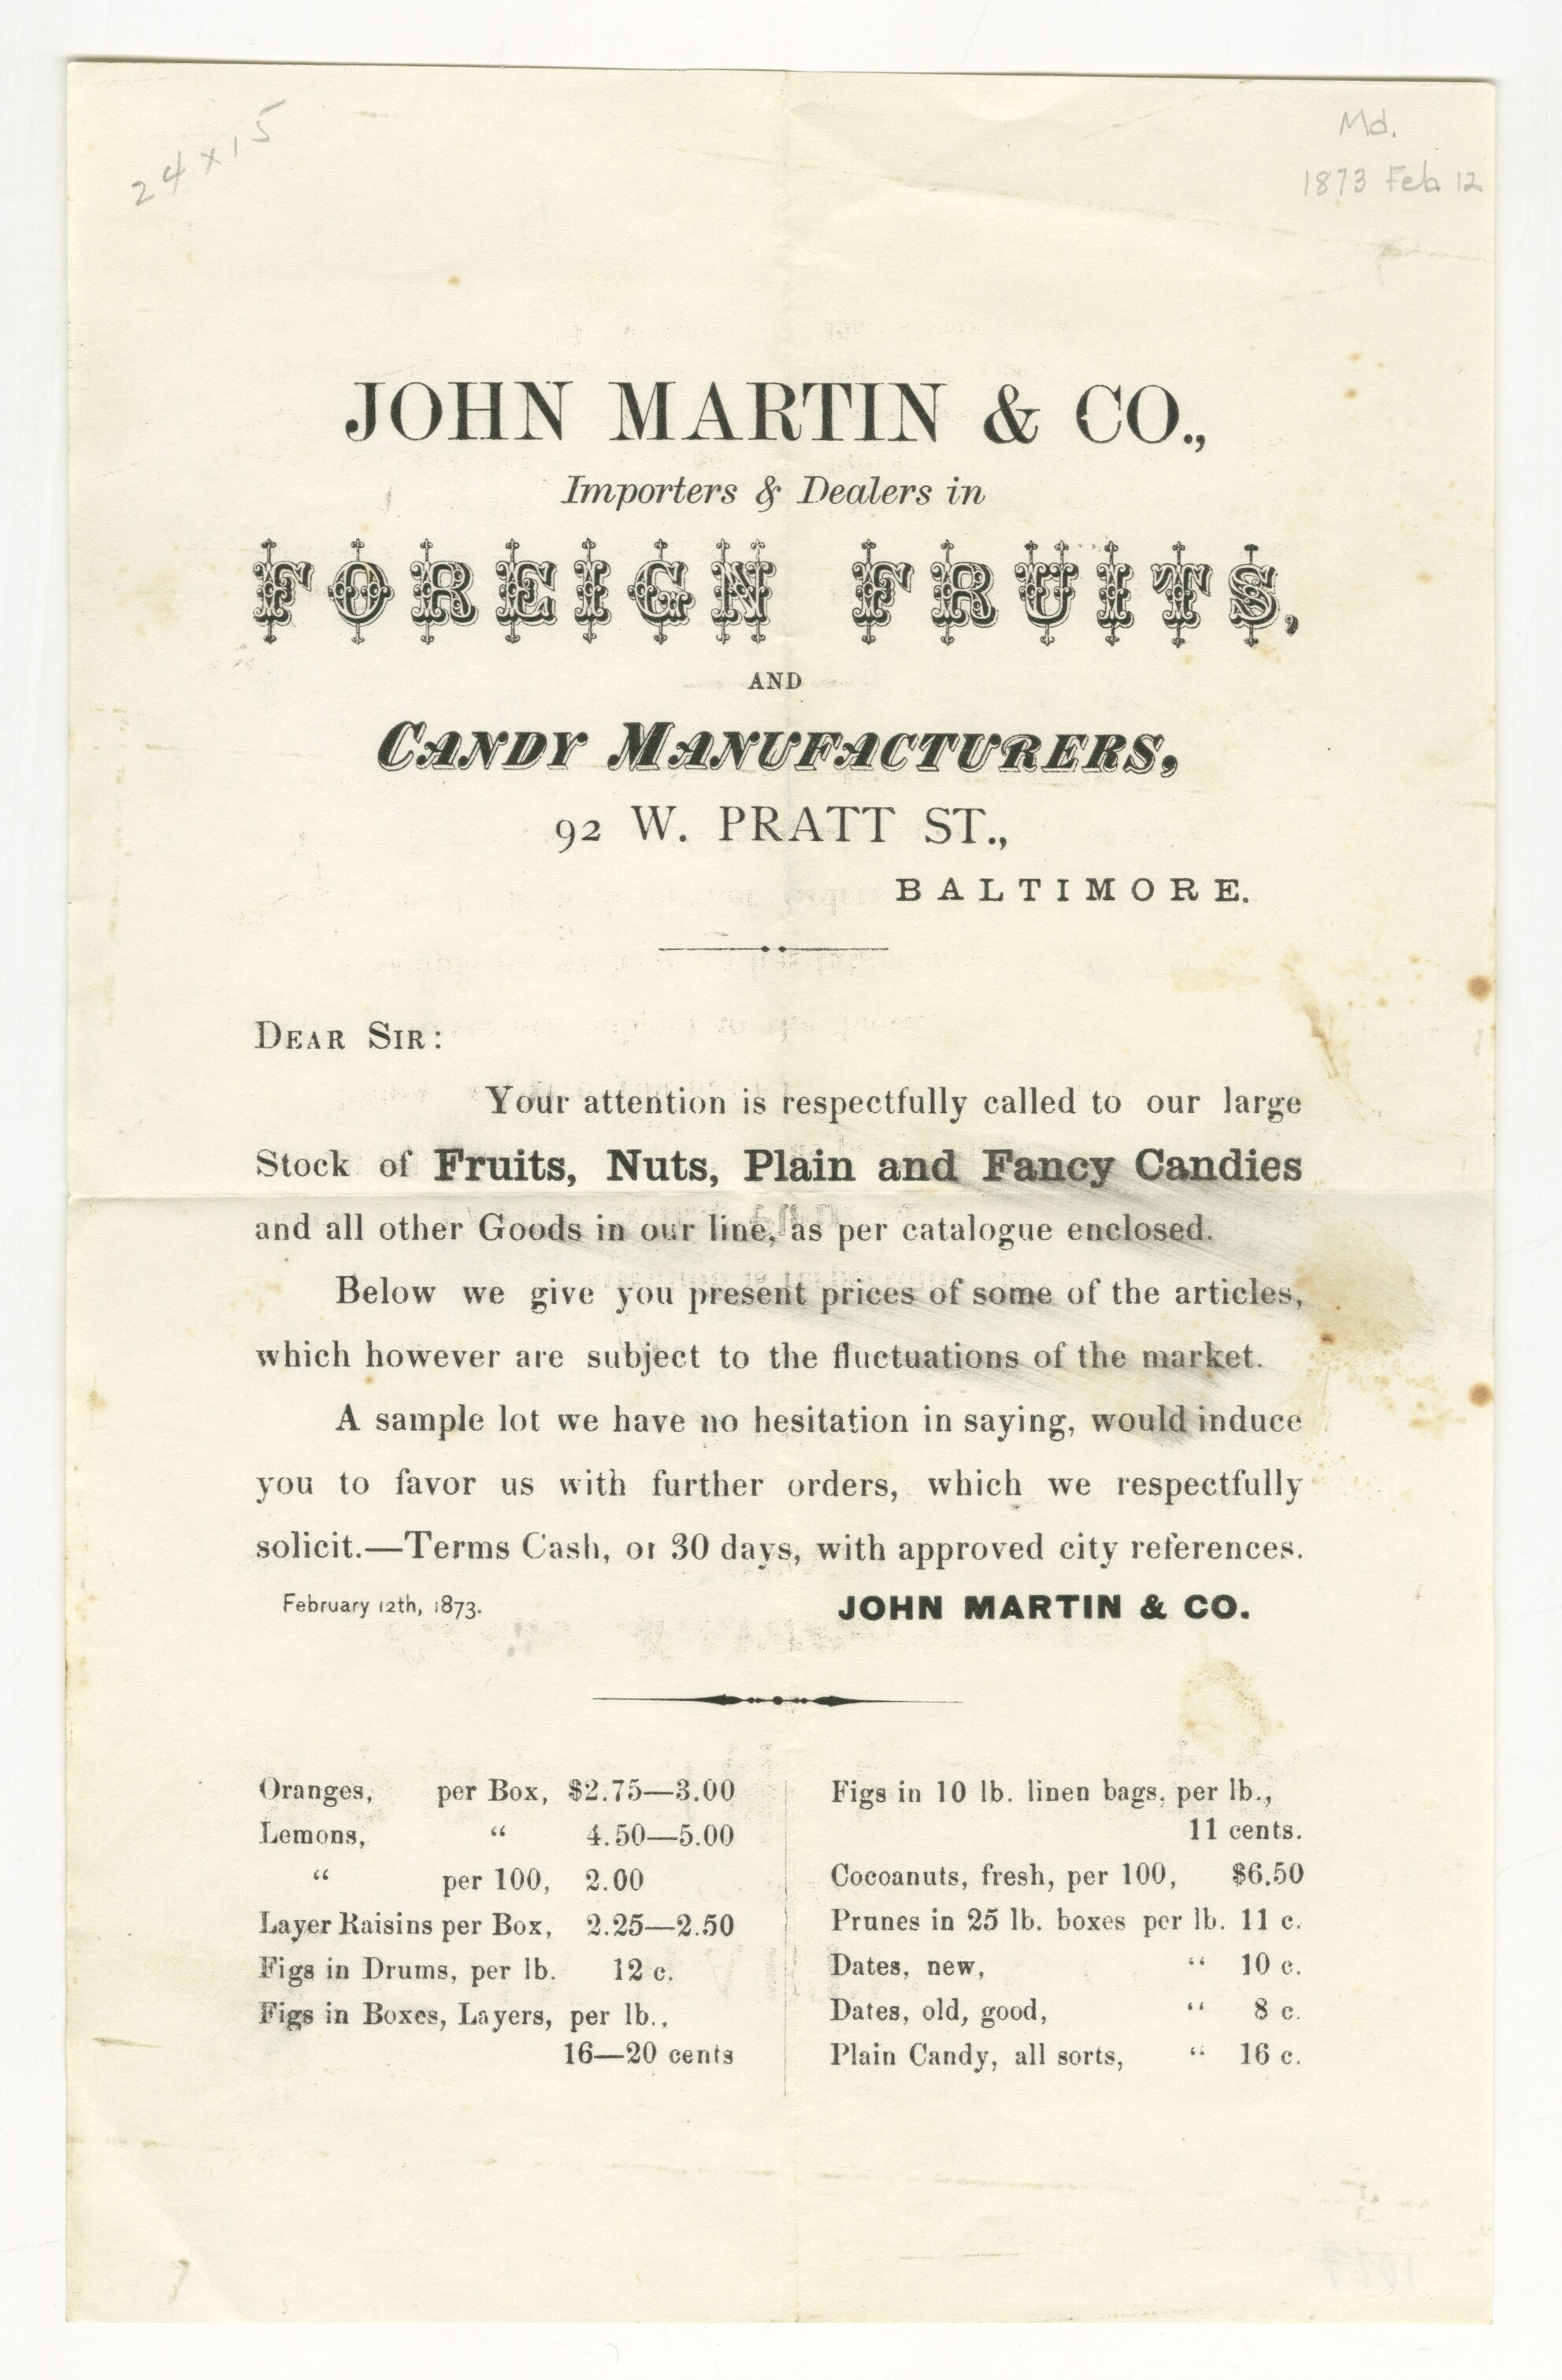 24 x 15
Md.
1873 Feb 12
JOHN MARTIN & CO.,
Importers & Dealers in
FOREIGN FRUITS,
AND
CANDY MANUFACTURERS,
92 W. PRATT ST.,
BALTIMORE.
DEAR SIR:
Your attention is respectfully called to our large
Stock of Fruits, Nuts, Plain and Fancy Candies
and all other Goods in our line, as per catalogue enclosed.
Below we give you present prices of some of the articles,
which however are subject to the fluctuations of the market.
A sample lot we have no hesitation in saying, would induce
you to favor us with further orders, which we respectfully
solicit.—Terms Cash, or 30 days, with approved city references.
February 12th, 1873. JOHN MARTIN & CO.
Oranges, per Box, $2.75—3.00
Lemons, “ 4.50—5.00
“ per 100, 2.00
Layer Raisins per Box, 2.25—2.50
Figs in Drums, per lb. 12 c.
Figs in Boxes, Layers, per lb.,
16—20 cents
Figs in 10 lb. linen bags, per lb.,
11 cents.
Cocoanuts, fresh, per 100, $6.50
Prunes in 25 lb. boxes per lb. 11 c.
Dates, new, “ 10 c.
Dates, old, good, “ 8 c.
Plain Candy, all sorts, “ 16 c.